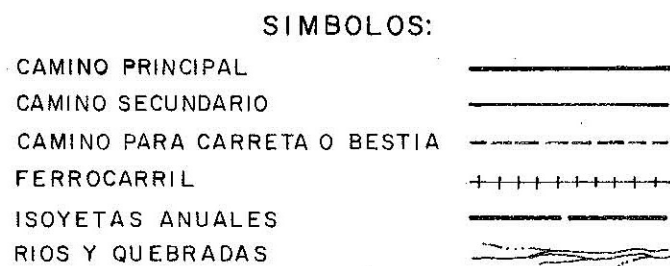 SIMBOLOS:
CAMINO PRINCIPAL
CAMINO SECUNDARIO
CAMINO PARA CARRETA O BESTIA
FERROCARRIL
ISOYETAS ANUALES
RIOS Y QUEBRADAS